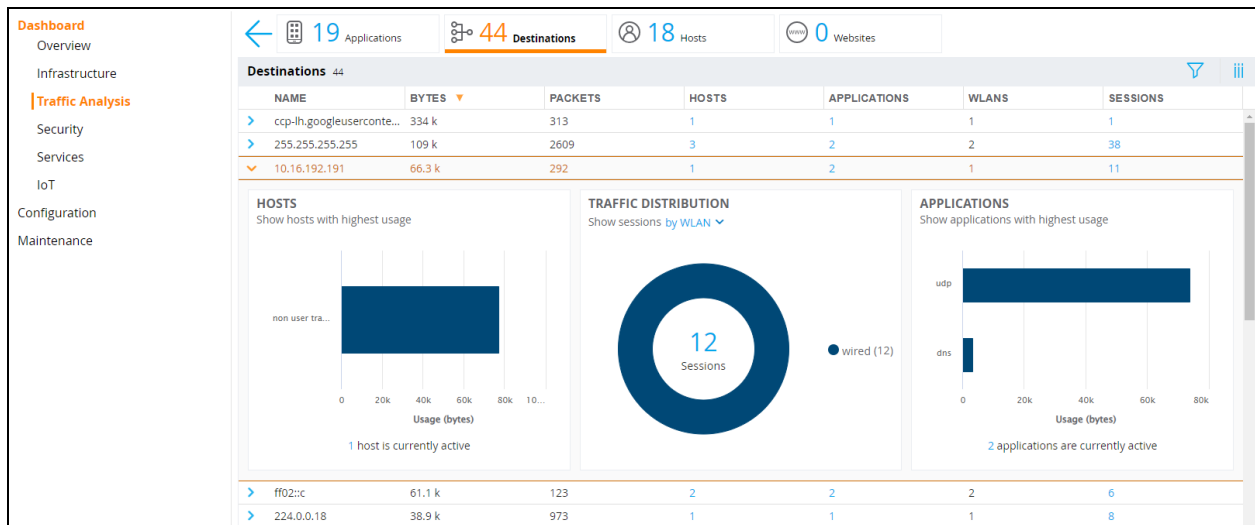 Dashboard
Overview
Infrastructure
Traffic Analysis
Security
Services
IoT
Configuration
Maintenance
19 Applications
44 Destinations
18 Hosts
www 0 Websites
Destinations 44
NAME BYTES PACKETS HOSTS APPLICATIONS WLANS SESSIONS
ccp-lh.googleuserconte... 334 k 313 1 1 1 1
255.255.255.255 109 k 2609 3 2 2 38
10.16.192.191 66.3 k 292 1 2 1 11
HOSTS
Show hosts with highest usage
non user tra...
0 20k 40k 60k 80k 10...
Usage (bytes)
1 host is currently active
TRAFFIC DISTRIBUTION
Show sessions by WLAN
12
Sessions
wired (12)
APPLICATIONS
Show applications with highest usage
udp
dns
0 20k 40k 60k 80k
Usage (bytes)
2 applications are currently active
ff02::c 61.1 k 123 2 2 2 6
224.0.0.18 38.9 k 973 1 1 1 8